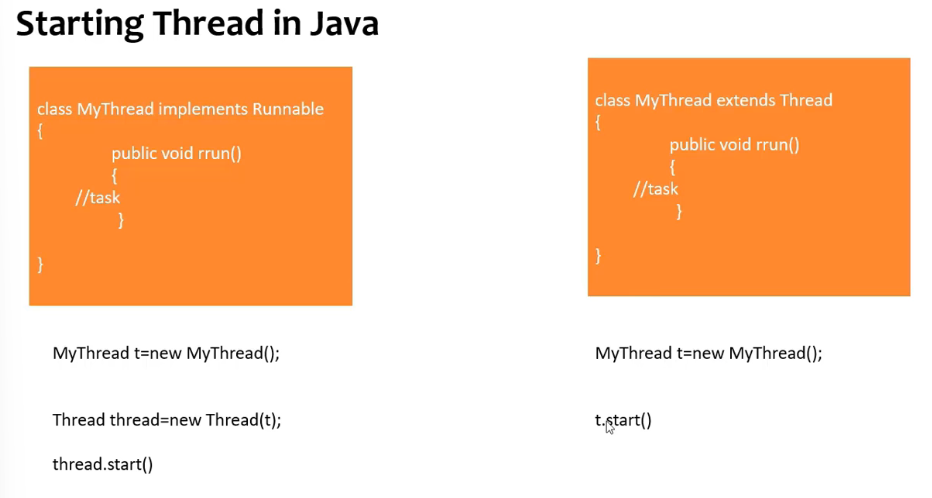 Starting Thread in Java
class MyThread implements Runnable
{
public void rrun()
{
//task
}
}
MyThread t=new MyThread();
Thread thread=new Thread(t);
thread.start()
class MyThread extends Thread
{
public void rrun()
{
//task
}
}
MyThread t=new MyThread();
t.start()